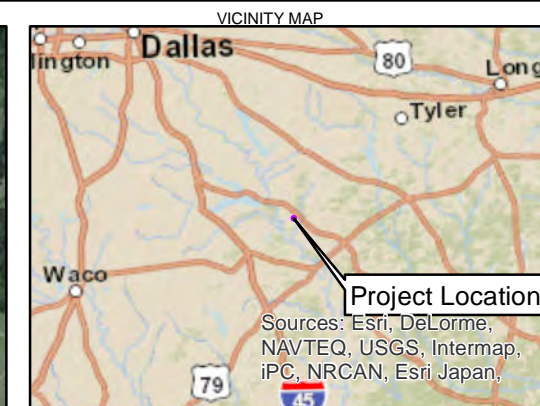 VICINITY MAP
lington
Dallas
80
Long
Tyler
Waco
Project Location
Sources: Esri, DeLorme,
NAVTEQ, USGS, Intermap,
iPC, NRCAN, Esri Japan,
79
45